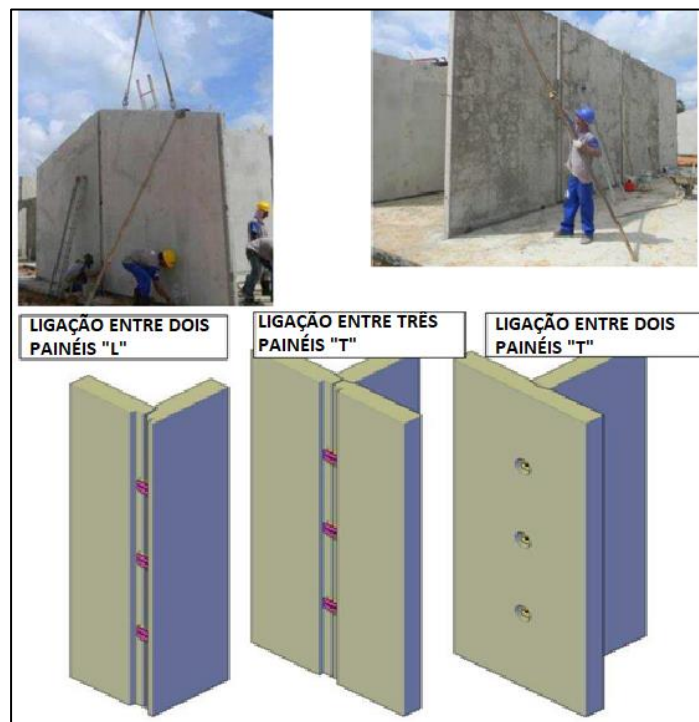 LIGAÇÃO ENTRE DOIS
PAINÉIS "L"
LIGAÇÃO ENTRE TRÊS
PAINÉIS "T"
LIGAÇÃO ENTRE DOIS
PAINÉIS "T"